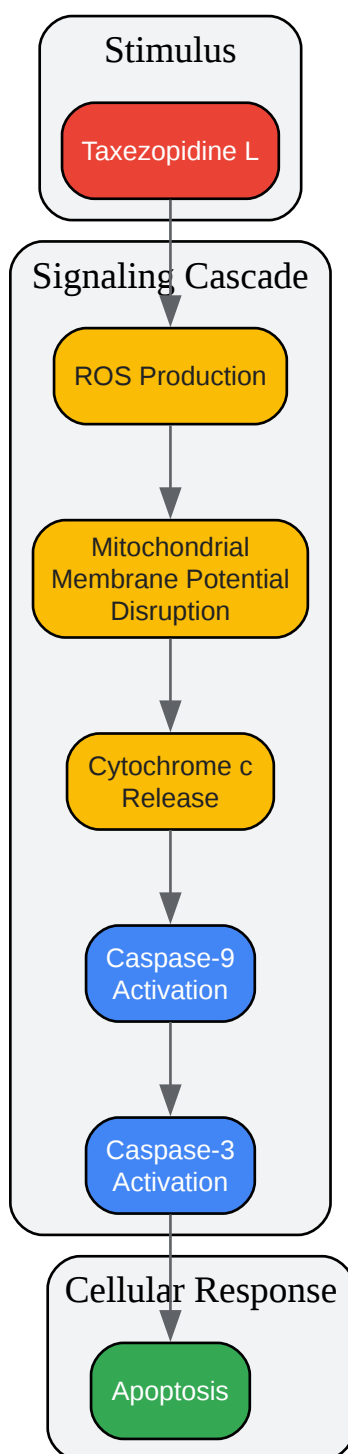 Stimulus
Taxezopidine L
Signaling Cascade
ROS Production
Mitochondrial
Membrane Potential
Disruption
Cytochrome c
Release
Caspase-9
Activation
Caspase-3
Activation
Cellular Response
Apoptosis